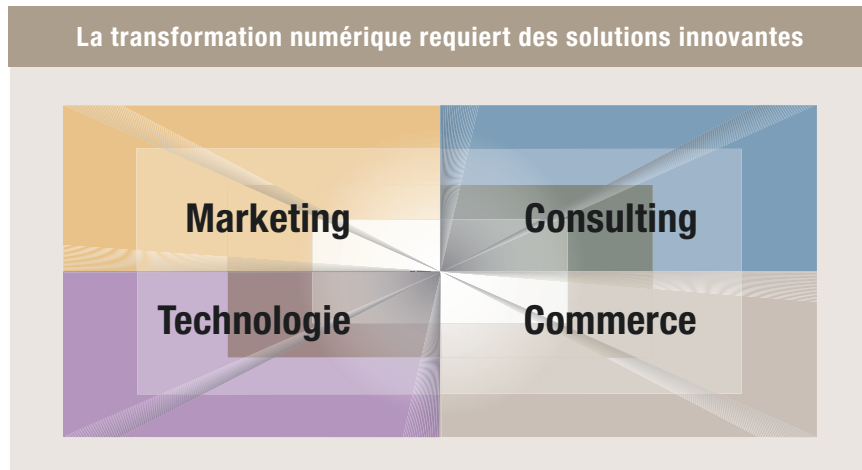 La transformation numérique requiert des solutions innovantes
Marketing
Consulting
Technologie
Commerce